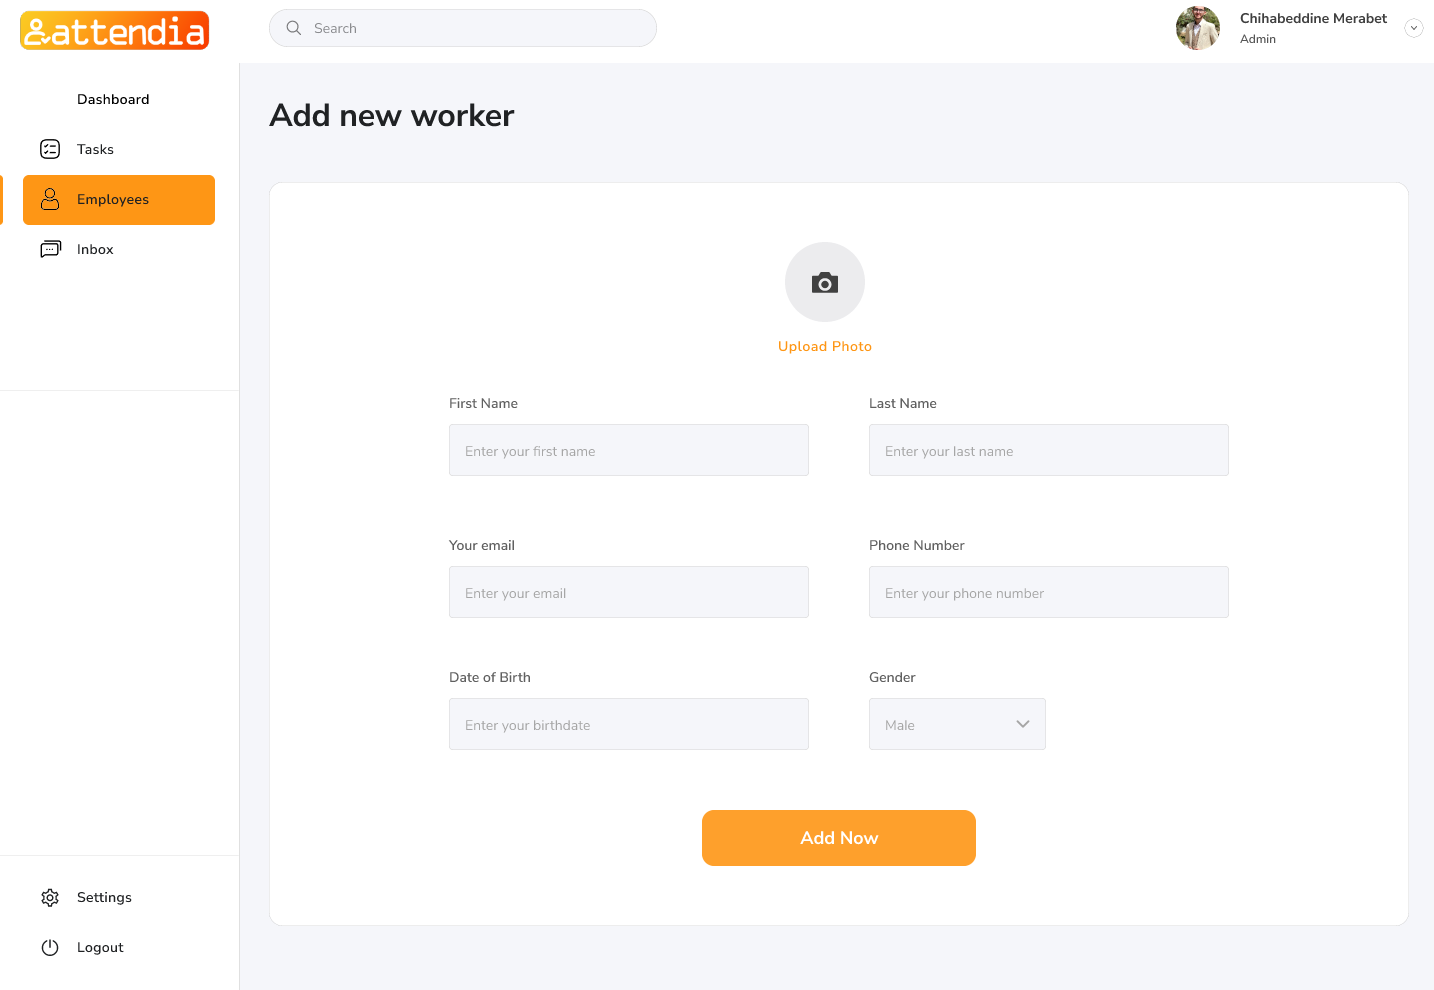 attendia
Search
Chihabeddine Merabet
Admin
Dashboard
Tasks
Employees
Inbox
Settings
Logout
Add new worker
Upload Photo
First Name
Last Name
Enter your first name
Enter your last name
Your email
Phone Number
Enter your email
Enter your phone number
Date of Birth
Gender
Enter your birthdate
Male
Add Now